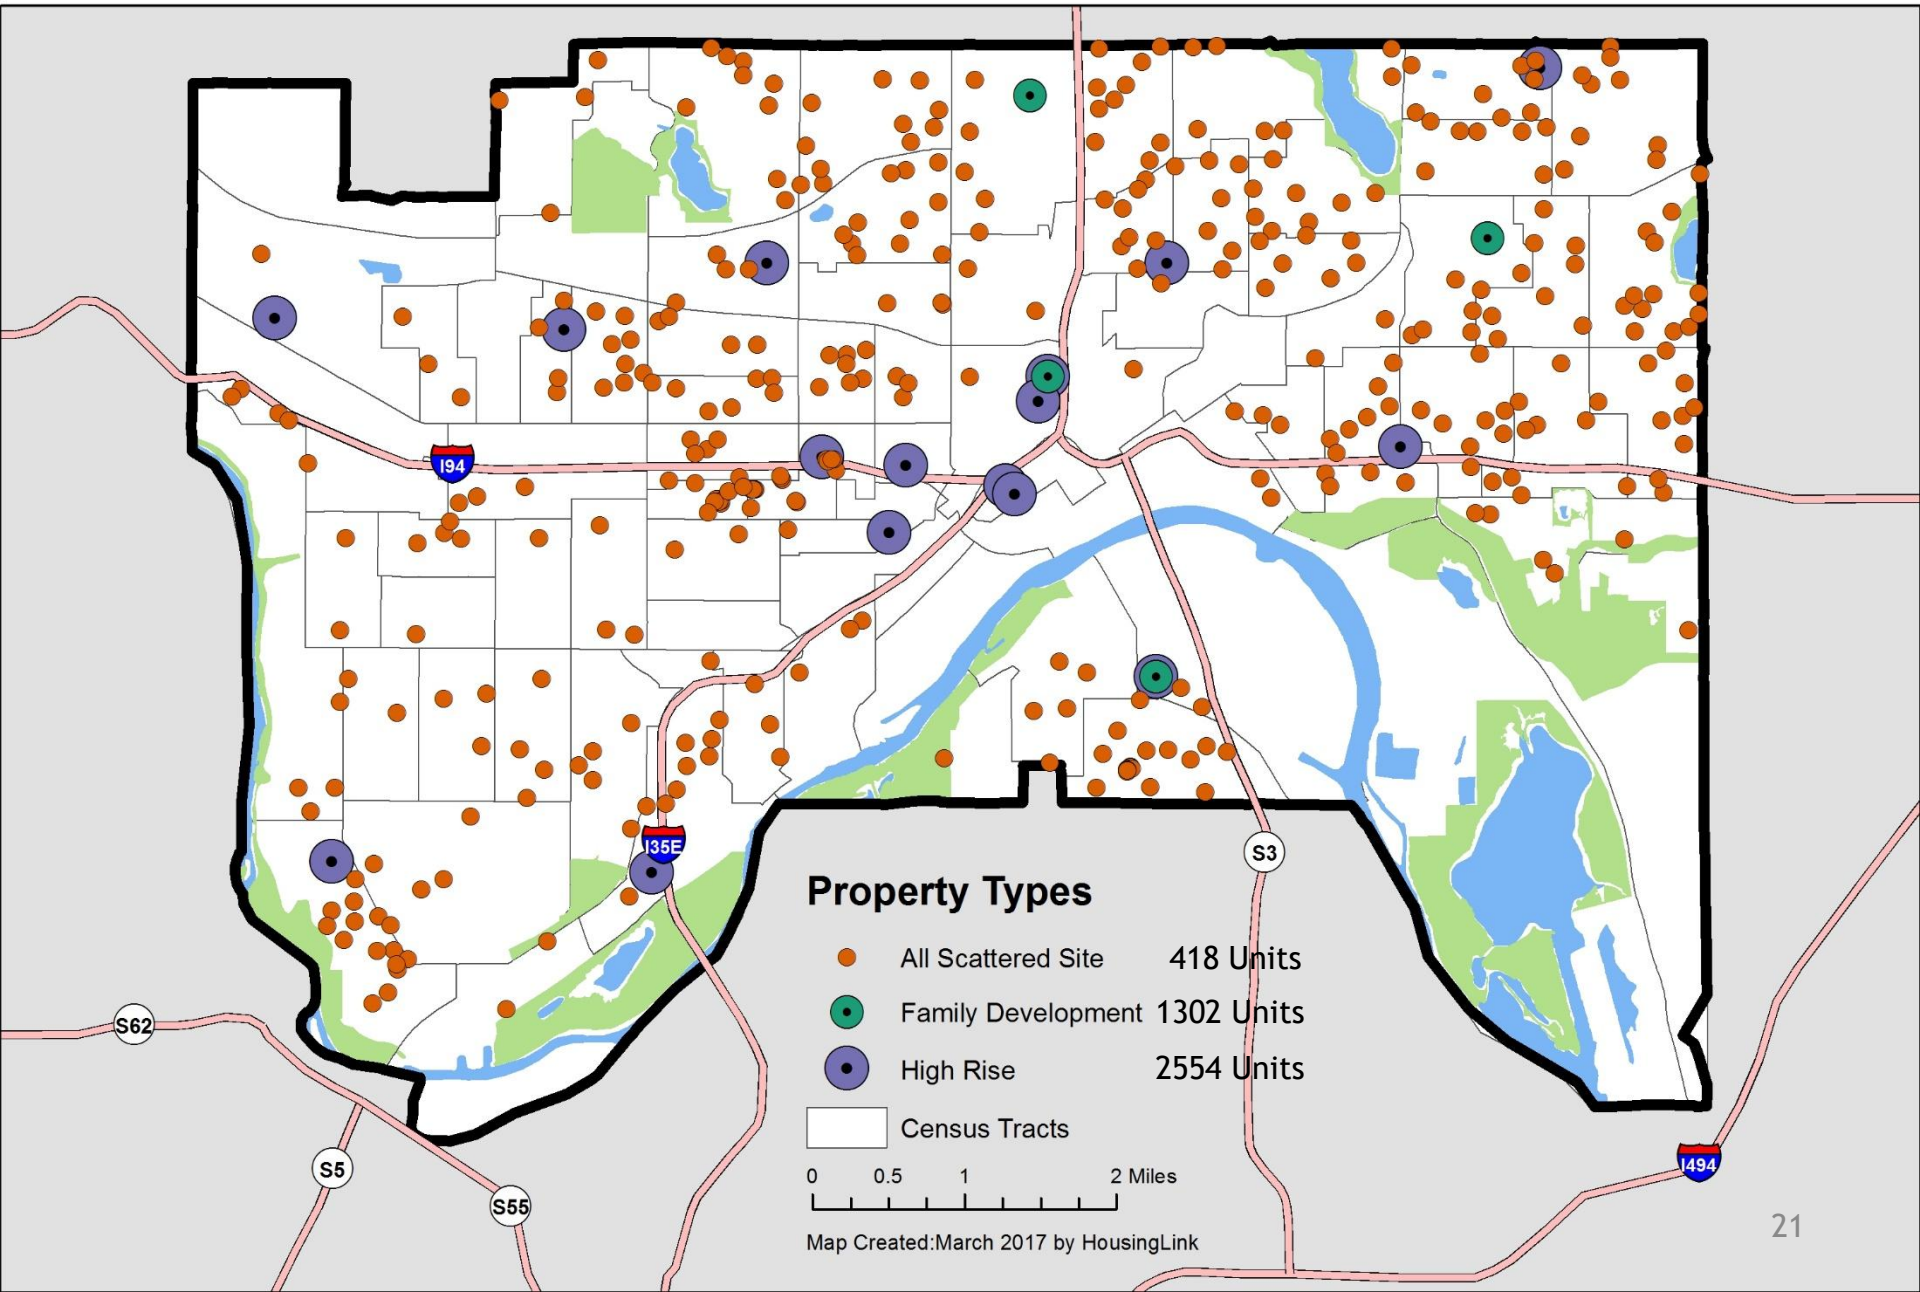 I94
I35E
S3
Property Types
All Scattered Site 418 Units
Family Development 1302 Units
High Rise 2554 Units
Census Tracts
0 0.5 1 2 Miles
Map Created:March 2017 by HousingLink
S62
S5
S55
I494
21